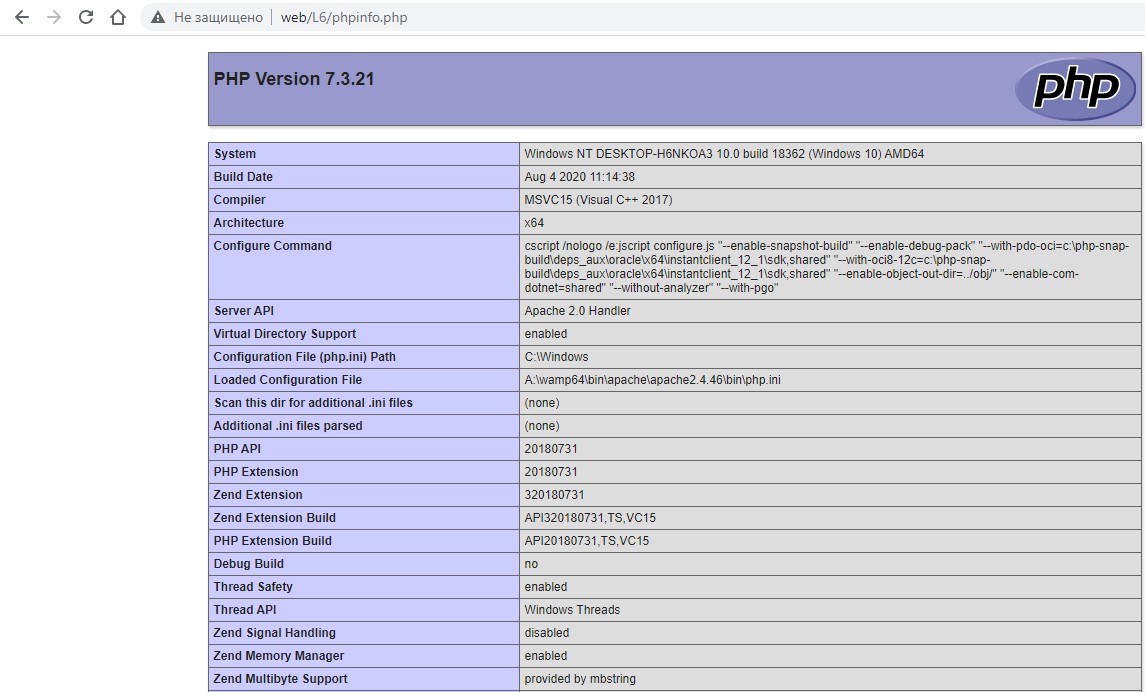 Не защищено web/L6/phpinfo.php
PHP Version 7.3.21
php
System Windows NT DESKTOP-H6NKOA3 10.0 build 18362 (Windows 10) AMD64
Build Date Aug 4 2020 11:14:38
Compiler MSVC15 (Visual C++ 2017)
Architecture x64
Configure Command cscript /nologo /e:jscript configure.js "--enable-snapshot-build" "--enable-debug-pack" "--with-pdo-oci=c:\php-snap-
build\deps_aux\oracle\x64\instantclient_12_1\sdk,shared" "--with-oci8-12c=c:\php-snap-
build\deps_aux\oracle\x64\instantclient_12_1\sdk,shared" "--enable-object-out-dir=../obj/" "--enable-com-
dotnet=shared" "--without-analyzer" "--with-pgo"
Server API Apache 2.0 Handler
Virtual Directory Support enabled
Configuration File (php.ini) Path C:\Windows
Loaded Configuration File A:\wamp64\bin\apache\apache2.4.46\bin\php.ini
Scan this dir for additional .ini files (none)
Additional .ini files parsed (none)
PHP API 20180731
PHP Extension 20180731
Zend Extension 320180731
Zend Extension Build API320180731,TS,VC15
PHP Extension Build API20180731,TS,VC15
Debug Build no
Thread Safety enabled
Thread API Windows Threads
Zend Signal Handling disabled
Zend Memory Manager enabled
Zend Multibyte Support provided by mbstring